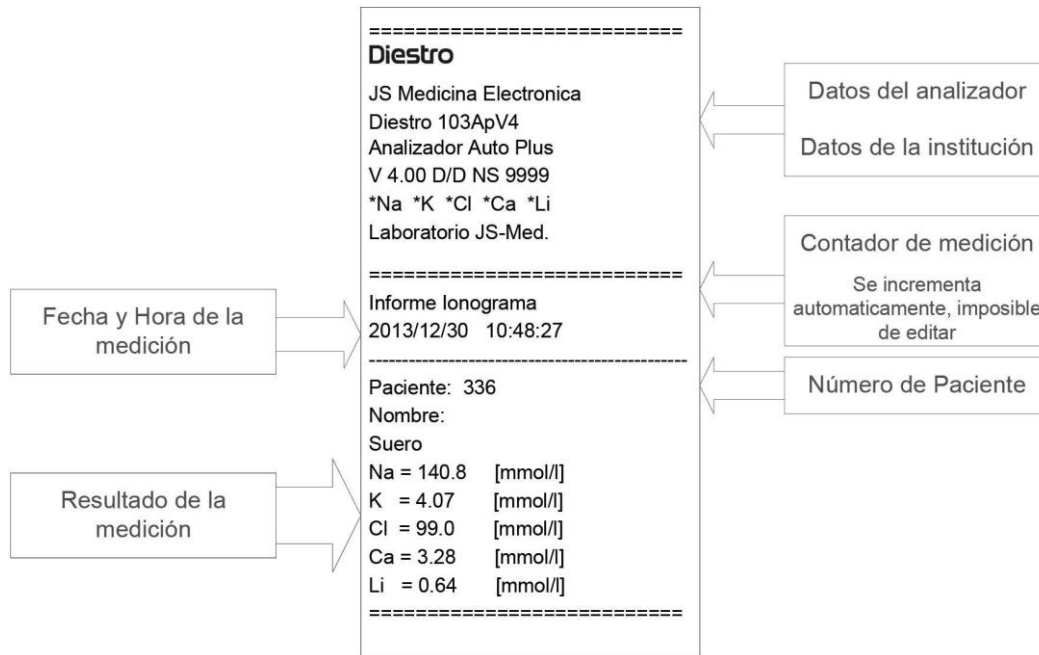 ===========================
Diestro
JS Medicina Electronica
Diestro 103ApV4
Analizador Auto Plus
V 4.00 D/D NS 9999
*Na *K *Cl *Ca *Li
Laboratorio JS-Med.
===========================
Informe Ionograma
2013/12/30 10:48:27
------------------------------------------------
Paciente: 336
Nombre:
Suero
Na = 140.8 [mmol/l]
K = 4.07 [mmol/l]
Cl = 99.0 [mmol/l]
Ca = 3.28 [mmol/l]
Li = 0.64 [mmol/l]
===========================
Fecha y Hora de la
medición
Resultado de la
medición
Datos del analizador
Datos de la institución
Contador de medición
Se incrementa
automaticamente, imposible
de editar
Número de Paciente